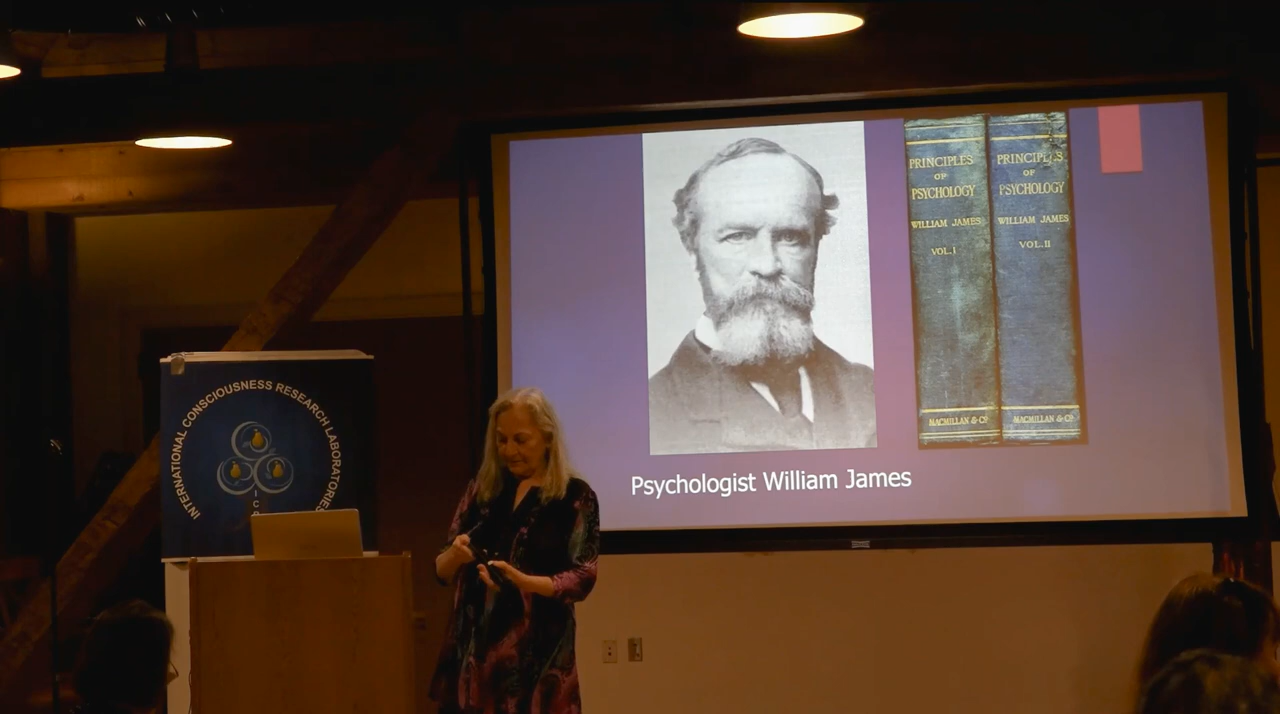 INTERNATIONAL CONSCIOUSNESS RESEARCH LABORATORIES
I
C
PRINCIPLES
OF
PSYCHOLOGY
WILLIAM JAMES
VOL.I
MACMILLAN & Co
PRINCIPLES
OF
PSYCHOLOGY
WILLIAM JAMES
VOL.II
MACMILLAN & Co
Psychologist William James